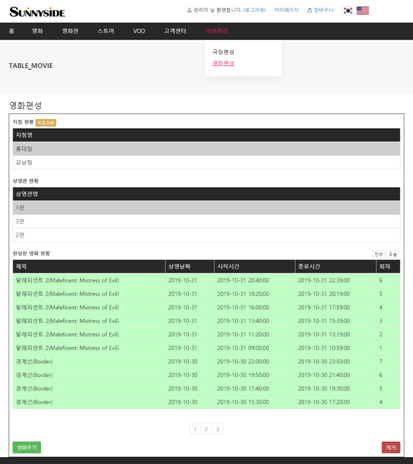 SUNNYSIDE
관리자 님 환영합니다. (로그아웃) 마이페이지 장바구니
홈 영화 영화관 스토어 VOD 고객센터 극장관리
극장편성
영화편성
TABLE_MOVIE
영화편성
지점 현황 지점추가
지점명
홍대점
강남점
상영관 현황
상영관명
1관
3관
2관
편성된 영화 현황 전체 오늘
제목 상영날짜 시작시간 종료시간 회차
말레피센트 2(Maleficent: Mistress of Evil) 2019-10-31 2019-10-31 20:40:00 2019-10-31 22:39:00 6
말레피센트 2(Maleficent: Mistress of Evil) 2019-10-31 2019-10-31 18:20:00 2019-10-31 20:19:00 5
말레피센트 2(Maleficent: Mistress of Evil) 2019-10-31 2019-10-31 16:00:00 2019-10-31 17:59:00 4
말레피센트 2(Maleficent: Mistress of Evil) 2019-10-31 2019-10-31 13:40:00 2019-10-31 15:39:00 3
말레피센트 2(Maleficent: Mistress of Evil) 2019-10-31 2019-10-31 11:20:00 2019-10-31 13:19:00 2
말레피센트 2(Maleficent: Mistress of Evil) 2019-10-31 2019-10-31 09:00:00 2019-10-31 10:59:00 1
경계선(Border) 2019-10-30 2019-10-30 22:00:00 2019-10-30 23:50:00 7
경계선(Border) 2019-10-30 2019-10-30 19:50:00 2019-10-30 21:40:00 6
경계선(Border) 2019-10-30 2019-10-30 17:40:00 2019-10-30 19:30:00 5
경계선(Border) 2019-10-30 2019-10-30 15:30:00 2019-10-30 17:20:00 4
1 2 3
영화추가 제거